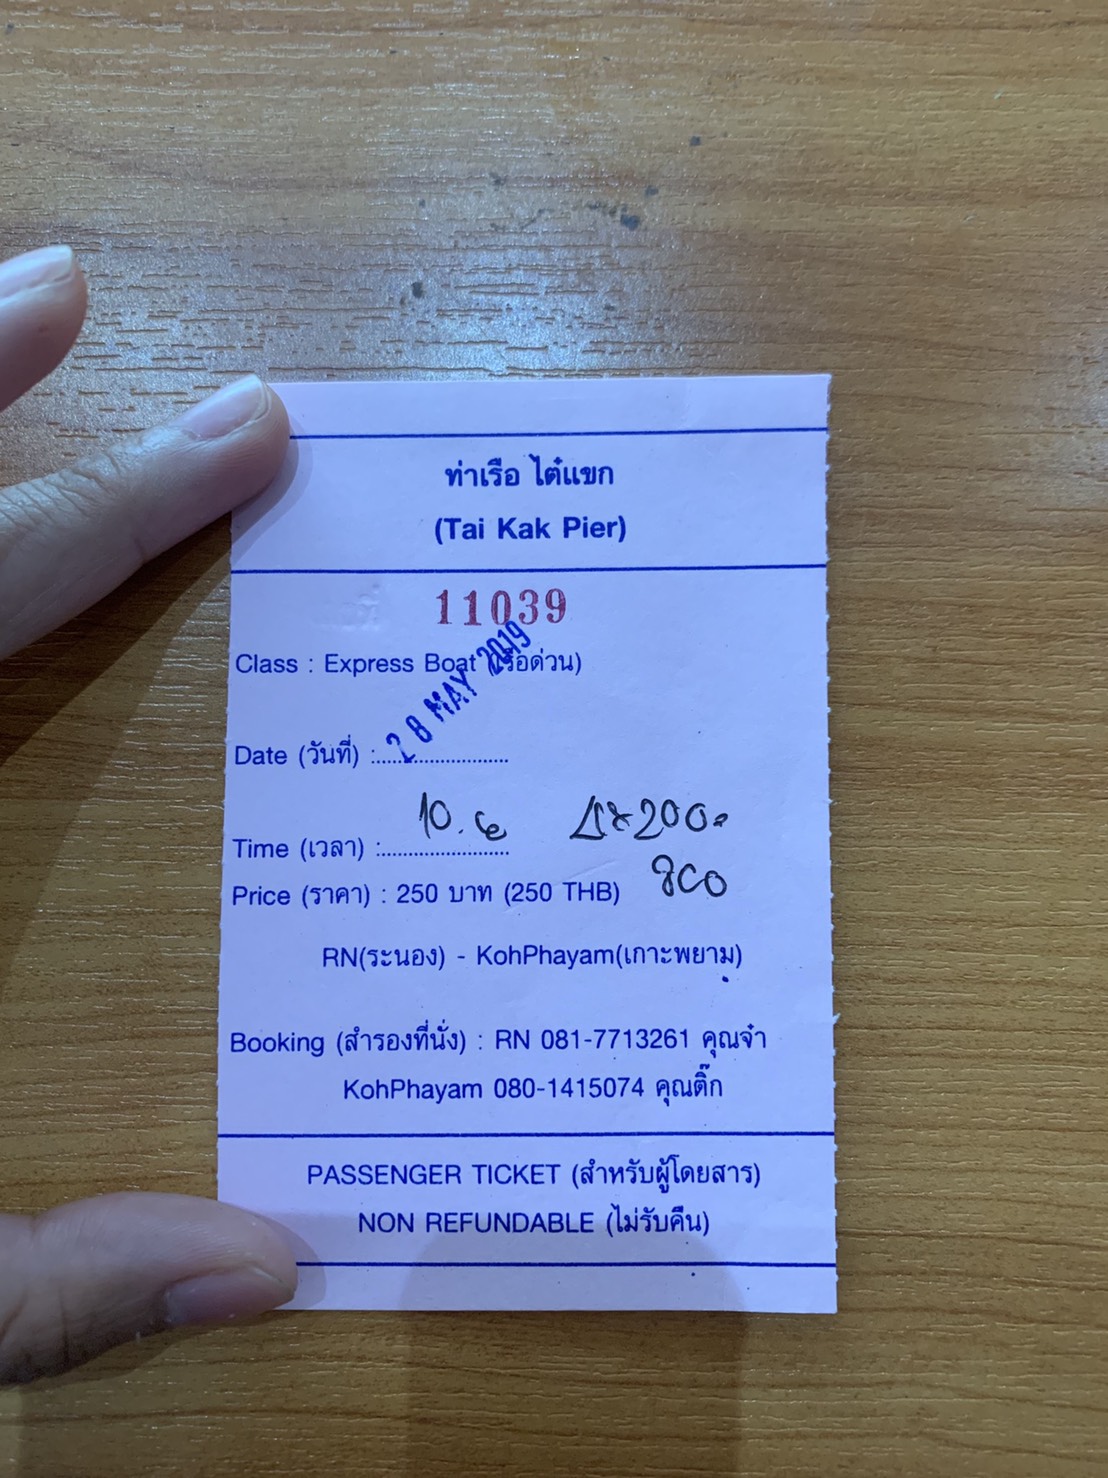 ท่าเรือ ไต๋แขก
(Tai Kak Pier)
11039
Class : Express Boat (เรือด่วน)
28 MAY 2019
Date (วันที่) :........................
4x200.
Time (เวลา) :........................
800
Price (ราคา) : 250 บาท (250 THB)
RN(ระนอง) - KohPhayam(เกาะพยาม)
Booking (สำรองที่นั่ง) : RN 081-7713261 คุณจ๋า
KohPhayam 080-1415074 คุณติ๊ก
PASSENGER TICKET (สำหรับผู้โดยสาร)
NON REFUNDABLE (ไม่รับคืน)